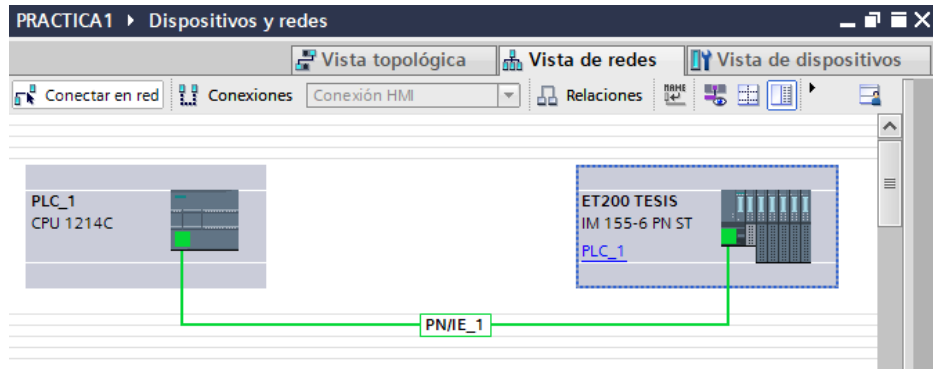 PRACTICA1 ▸ Dispositivos y redes
Vista topológica Vista de redes Vista de dispositivos
Conectar en red Conexiones Conexión HMI Relaciones NAME
PLC_1
CPU 1214C
ET200 TESIS
IM 155-6 PN ST
PLC_1
PN/IE_1